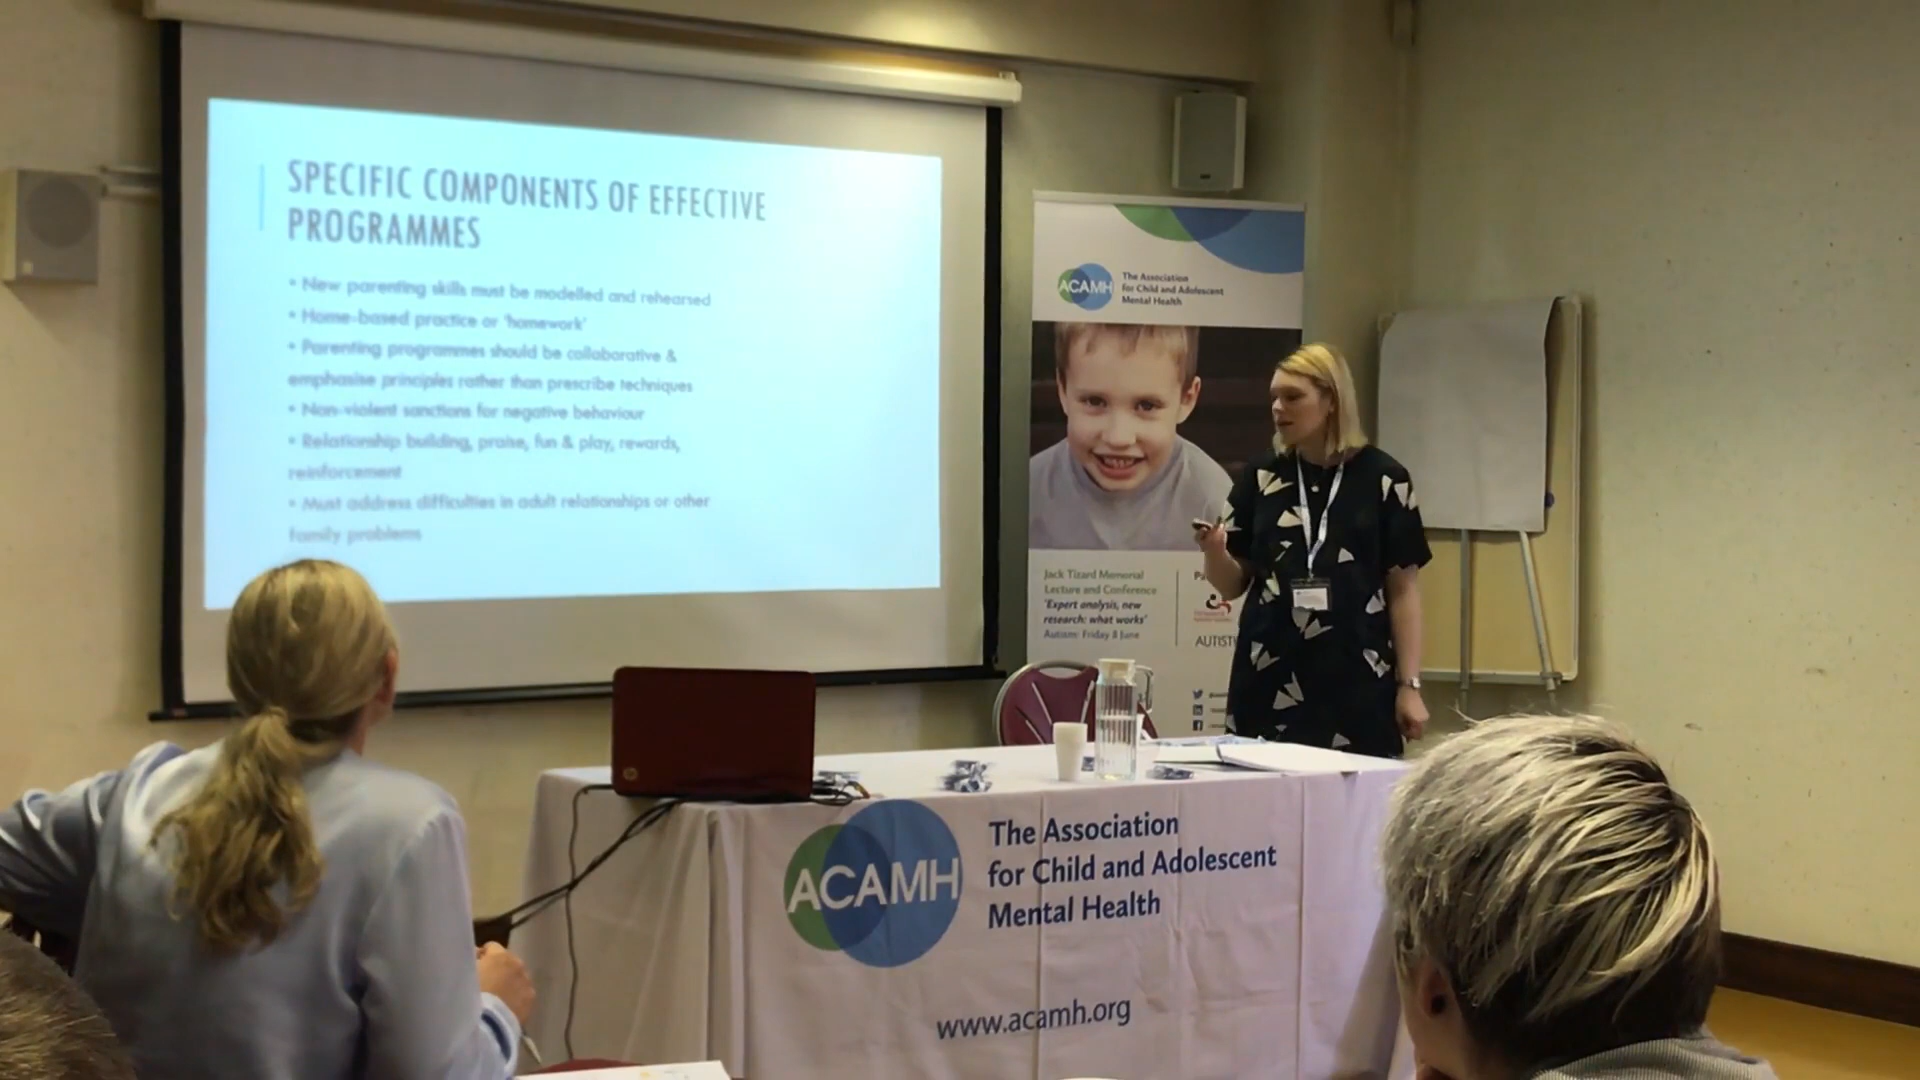 SPECIFIC COMPONENTS OF EFFECTIVE
PROGRAMMES
• New parenting skills must be modelled and rehearsed
• Home-based practice or 'homework'
• Parenting programmes should be collaborative &
emphasise principles rather than prescribe techniques
• Non-violent sanctions for negative behaviour
• Relationship building, praise, fun & play, rewards,
reinforcement
• Must address difficulties in adult relationships or other
family problems
ACAMH
The Association
for Child and Adolescent
Mental Health
Jack Tizard Memorial
Lecture and Conference
'Expert analysis, new
research: what works'
Autism: Friday 8 June
AUTIST
ACAMH
The Association
for Child and Adolescent
Mental Health
www.acamh.org